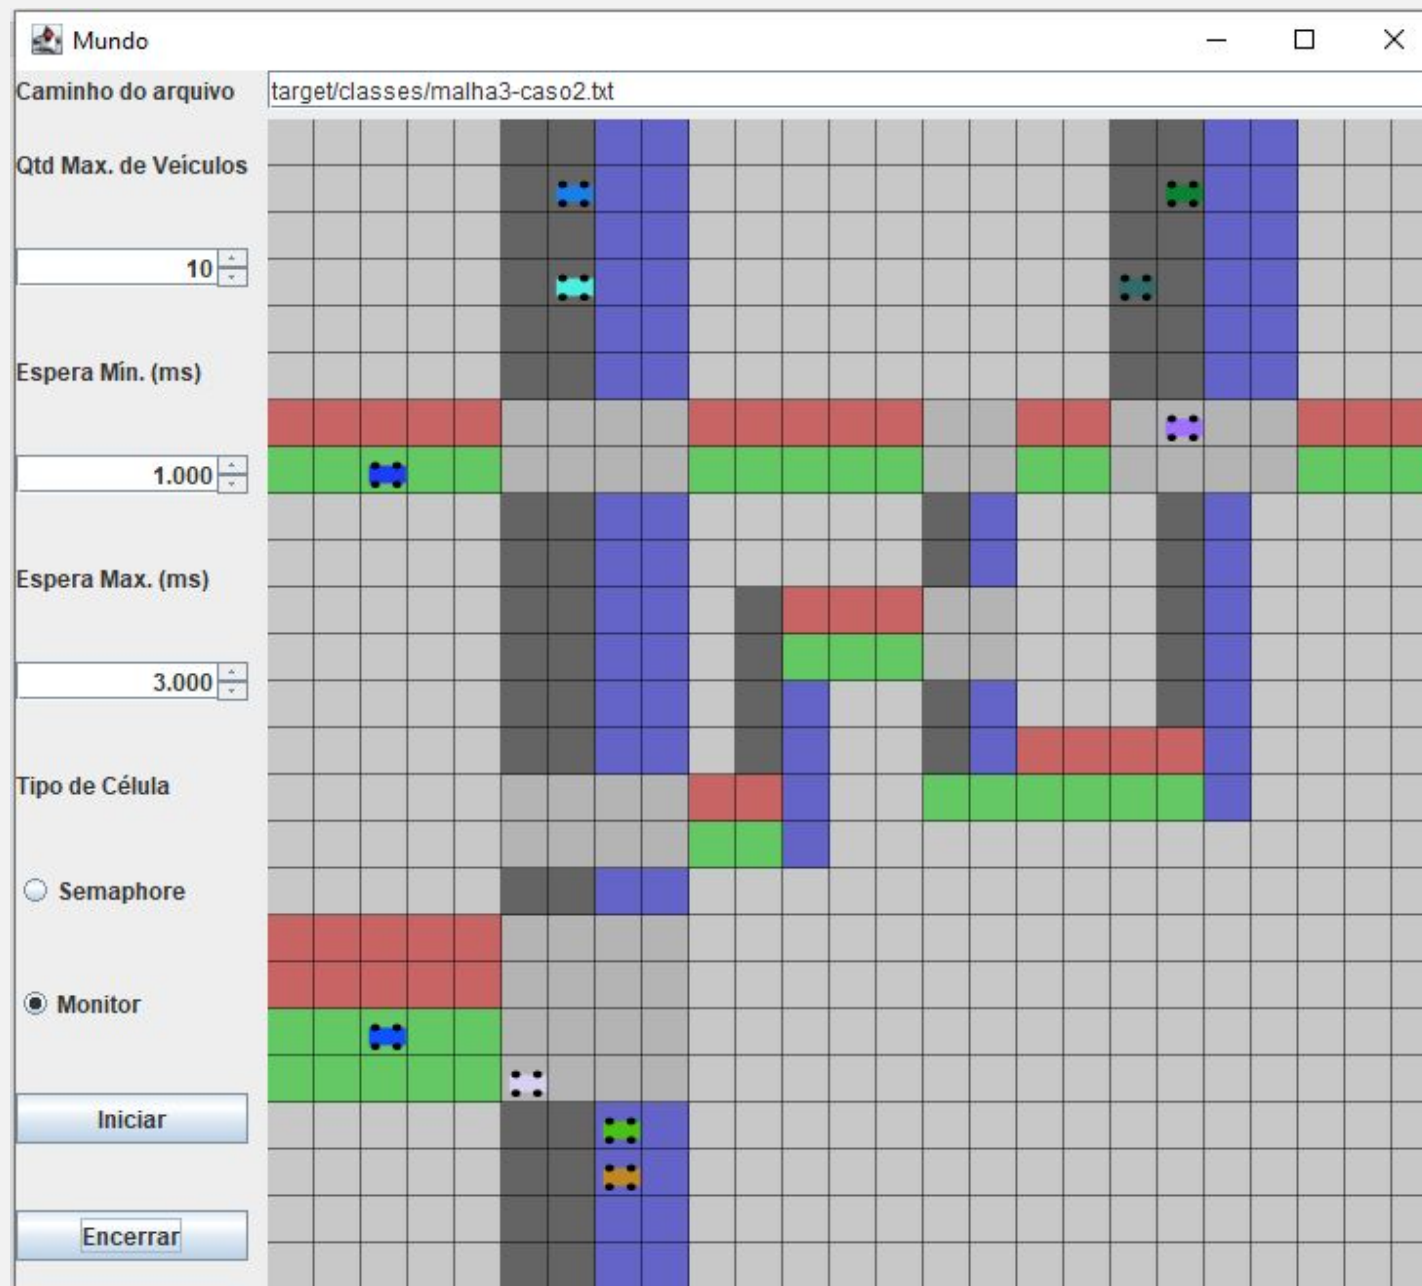 Mundo
Caminho do arquivo
target/classes/malha3-caso2.txt
Qtd Max. de Veículos
10
Espera Mín. (ms)
1.000
Espera Max. (ms)
3.000
Tipo de Célula
Semaphore
Monitor
Iniciar
Encerrar